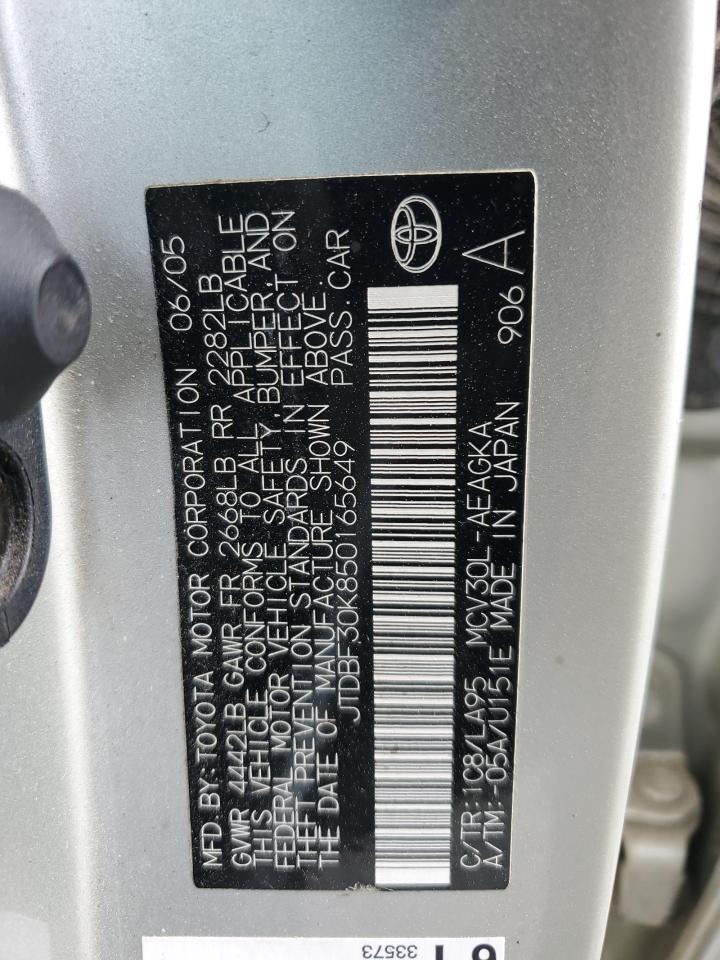 MFD BY: TOYOTA MOTOR CORPORATION 06/05
GVWR 4442LB GAWR FR 2668LB RR 2282LB
THIS VEHICLE CONFORMS TO ALL APPLICABLE
FEDERAL MOTOR VEHICLE SAFETY,BUMPER,AND
THEFT PREVENTION STANDARDS IN EFFECT ON
THE DATE OF MANUFACTURE SHOWN ABOVE.
JTDBF30K850165649 PASS.CAR
C/TR:1C8/LA95 MCV30L-AEAGKA 906 A
A/TM:-05A/U151E MADE IN JAPAN
33573